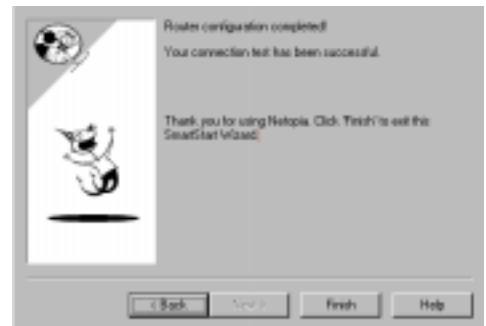 Router configuration completed!
Your connection test has been successful.
Thank you for using Netopia. Click 'Finish' to exit this
SmartStart Wizard.
< Back
Next >
Finish
Help